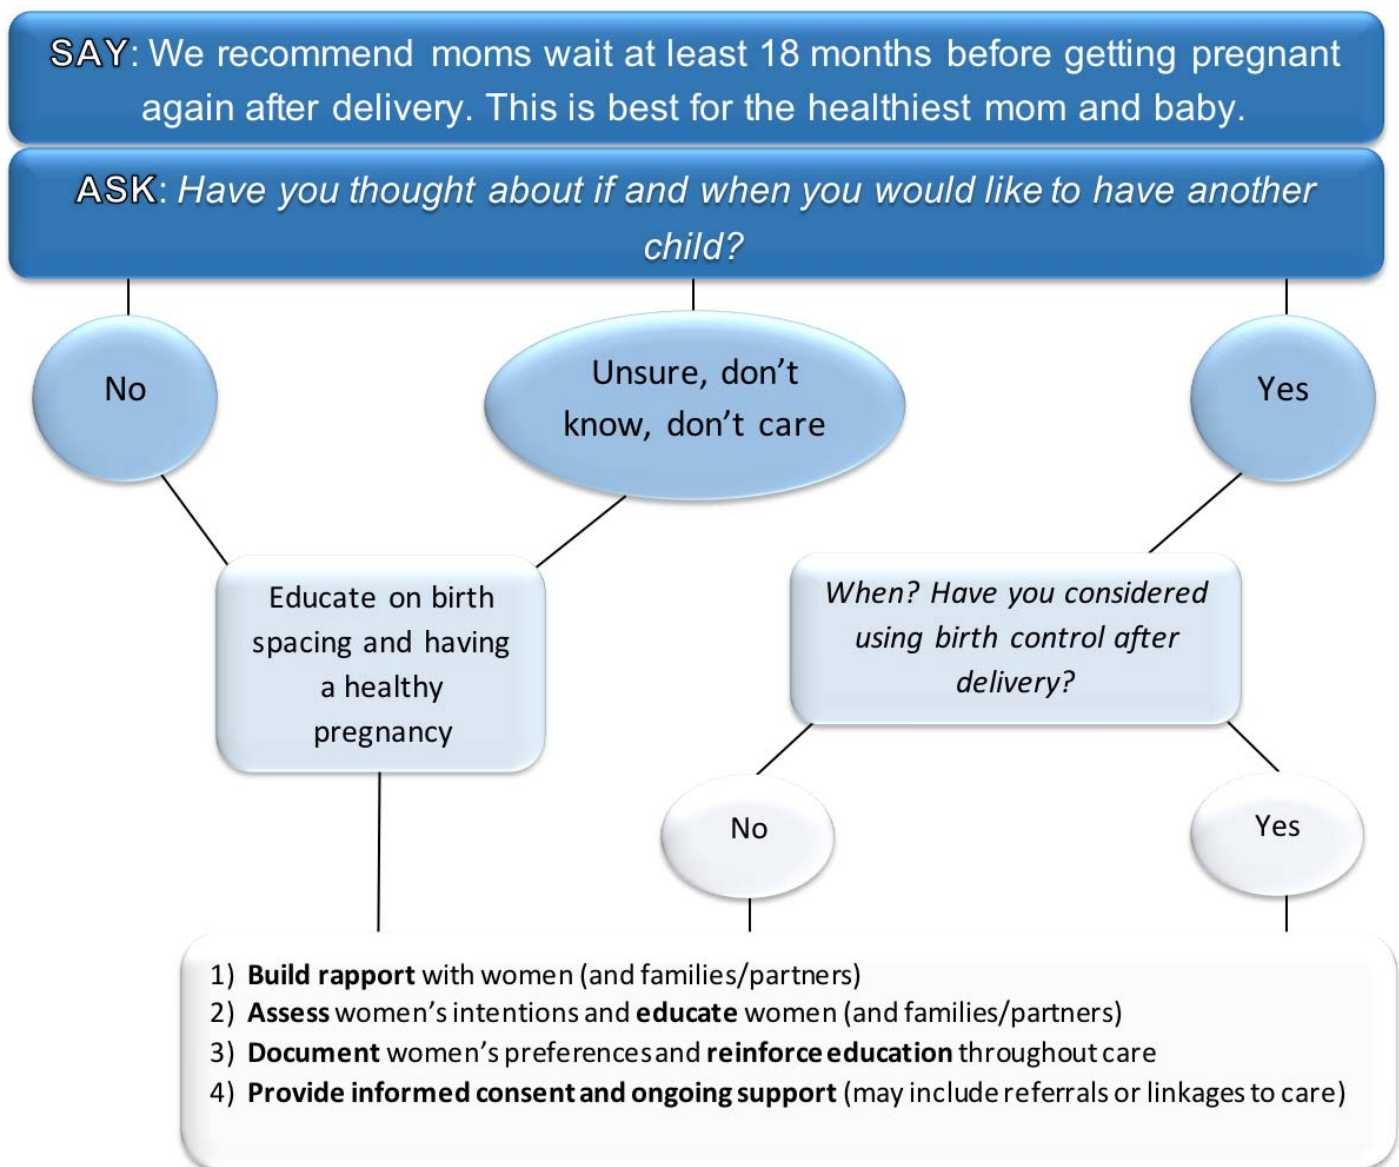 SAY: We recommend moms wait at least 18 months before getting pregnant
again after delivery. This is best for the healthiest mom and baby.
ASK: Have you thought about if and when you would like to have another
child?
No
Unsure, don’t
know, don’t care
Yes
Educate on birth
spacing and having
a healthy
pregnancy
When? Have you considered
using birth control after
delivery?
No
Yes
1) Build rapport with women (and families/partners)
2) Assess women’s intentions and educate women (and families/partners)
3) Document women’s preferences and reinforce education throughout care
4) Provide informed consent and ongoing support (may include referrals or linkages to care)